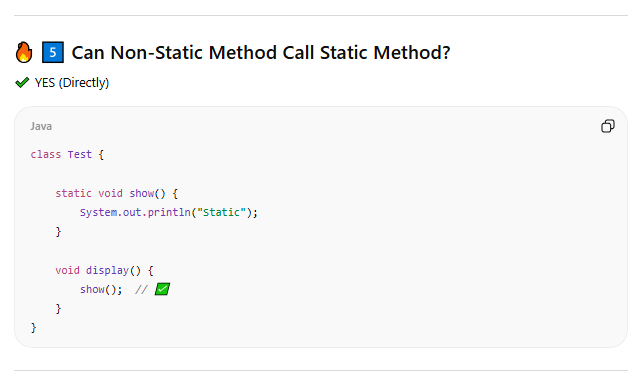 🔥 5️⃣ Can Non-Static Method Call Static Method?
✔ YES (Directly)
Java
class Test {
    static void show() {
        System.out.println("Static");
    }
    void display() {
        show();  // ✅
    }
}